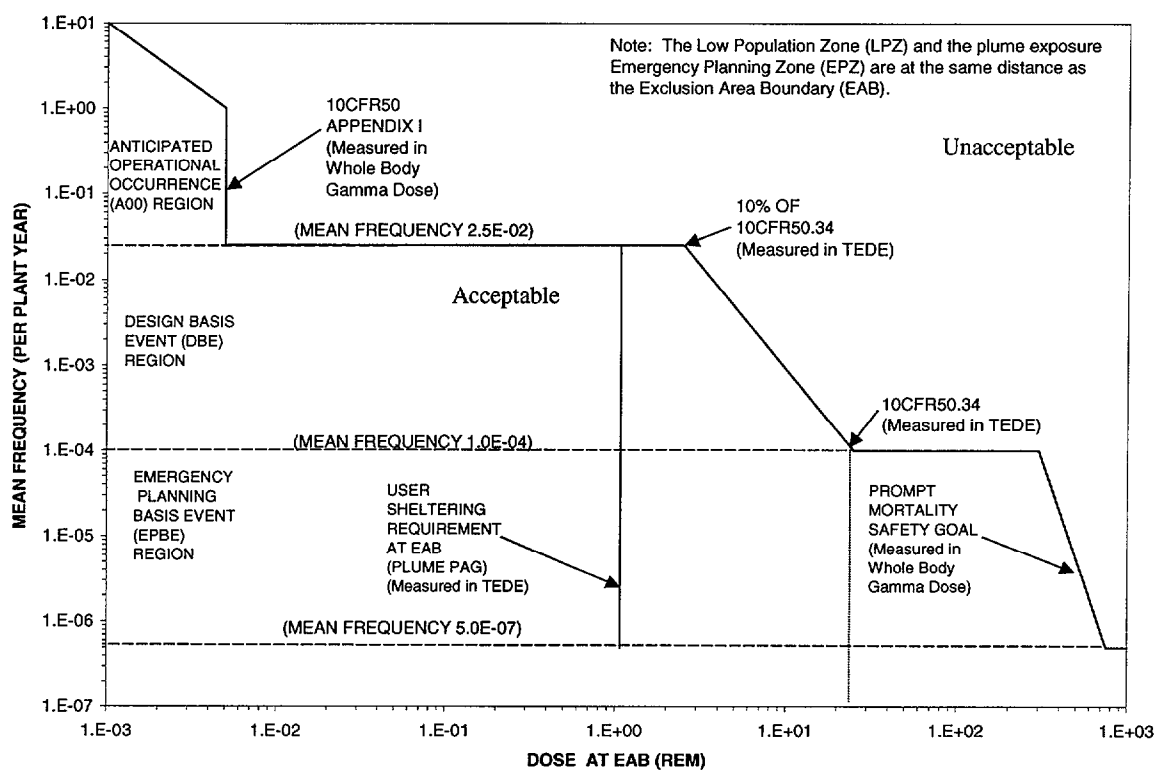 1.E+01
1.E+00
1.E-01
1.E-02
1.E-03
1.E-04
1.E-05
1.E-06
1.E-07
MEAN FREQUENCY (PER PLANT YEAR)
Note: The Low Population Zone (LPZ) and the plume exposure
Emergency Planning Zone (EPZ) are at the same distance as
the Exclusion Area Boundary (EAB).
10CFR50
APPENDIX I
(Measured in
Whole Body
Gamma Dose)
ANTICIPATED
OPERATIONAL
OCCURRENCE
(A00) REGION
Unacceptable
(MEAN FREQUENCY 2.5E-02)
10% OF
10CFR50.34
(Measured in TEDE)
Acceptable
DESIGN BASIS
EVENT (DBE)
REGION
10CFR50.34
(Measured in TEDE)
(MEAN FREQUENCY 1.0E-04)
EMERGENCY
PLANNING
BASIS EVENT
(EPBE)
REGION
USER
SHELTERING
REQUIREMENT
AT EAB
(PLUME PAG)
(Measured in TEDE)
PROMPT
MORTALITY
SAFETY GOAL
(Measured in
Whole Body
Gamma Dose)
(MEAN FREQUENCY 5.0E-07)
1.E-03 1.E-02 1.E-01 1.E+00 1.E+01 1.E+02 1.E+03
DOSE AT EAB (REM)